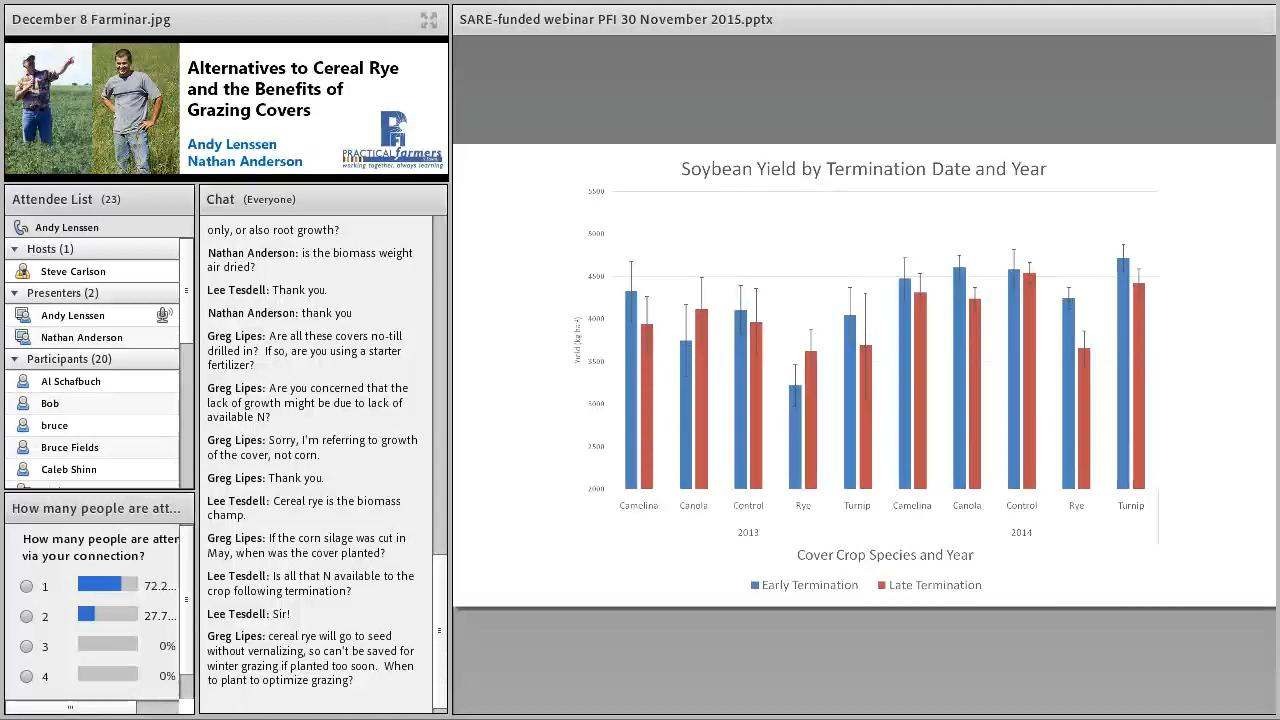 December 8 Farminar.jpg
Alternatives to Cereal Rye
and the Benefits of
Grazing Covers
Andy Lenssen
Nathan Anderson
PRACTICAL farmers
working together, always learning
Attendee List (23)
Andy Lenssen
Hosts (1)
Steve Carlson
Presenters (2)
Andy Lenssen
Nathan Anderson
Participants (20)
Al Schafbuch
Bob
bruce
Bruce Fields
Caleb Shinn
How many people are att...
How many people are atten
via your connection?
1 72.2...
2 27.7...
3 0%
4 0%
Chat (Everyone)
only, or also root growth?
Nathan Anderson: is the biomass weight
air dried?
Lee Tesdell: Thank you.
Nathan Anderson: thank you
Greg Lipes: Are all these covers no-till
drilled in? If so, are you using a starter
fertilizer?
Greg Lipes: Are you concerned that the
lack of growth might be due to lack of
available N?
Greg Lipes: Sorry, I'm referring to growth
of the cover, not corn.
Greg Lipes: Thank you.
Lee Tesdell: Cereal rye is the biomass
champ.
Greg Lipes: If the corn silage was cut in
May, when was the cover planted?
Lee Tesdell: Is all that N available to the
crop following termination?
Lee Tesdell: Sir!
Greg Lipes: cereal rye will go to seed
without vernalizing, so can't be saved for
winter grazing if planted too soon. When
to plant to optimize grazing?
SARE-funded webinar PFI 30 November 2015.pptx
Soybean Yield by Termination Date and Year
5500
5000
4500
4000
3500
3000
2500
2000
Yield (kg ha⁻¹)
Camelina Canola Control Rye Turnip Camelina Canola Control Rye Turnip
2013 2014
Cover Crop Species and Year
Early Termination Late Termination